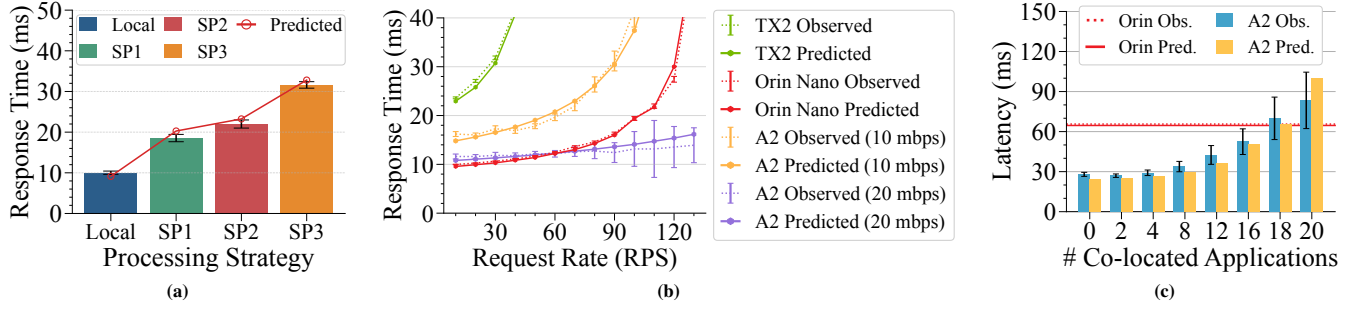 Response Time (ms)
40
30
20
10
0
Local
SP2
Predicted
SP1
SP3
Local
SP1
SP2
SP3
Processing Strategy
(a)
Response Time (ms)
40
30
20
10
0
30
60
90
120
Request Rate (RPS)
(b)
TX2 Observed
TX2 Predicted
Orin Nano Observed
Orin Nano Predicted
A2 Observed (10 mbps)
A2 Predicted (10 mbps)
A2 Observed (20 mbps)
A2 Predicted (20 mbps)
Latency (ms)
150
120
90
60
30
0
Orin Obs.
A2 Obs.
Orin Pred.
A2 Pred.
0
2
4
8
12
16
18
20
# Co-located Applications
(c)